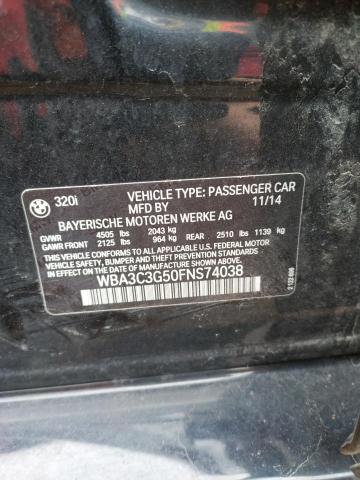 320i VEHICLE TYPE: PASSENGER CAR
MFD BY 11/14
BAYERISCHE MOTOREN WERKE AG
GVWR 4505 lbs 2043 kg
GAWR FRONT 2125 lbs 964 kg REAR 2510 lbs 1139 kg
THIS VEHICLE CONFORMS TO ALL APPLICABLE U.S. FEDERAL MOTOR
VEHICLE SAFETY, BUMPER, AND THEFT PREVENTION STANDARDS
IN EFFECT ON THE DATE OF MANUFACTURE SHOWN ABOVE.
WBA3C3G50FNS74038